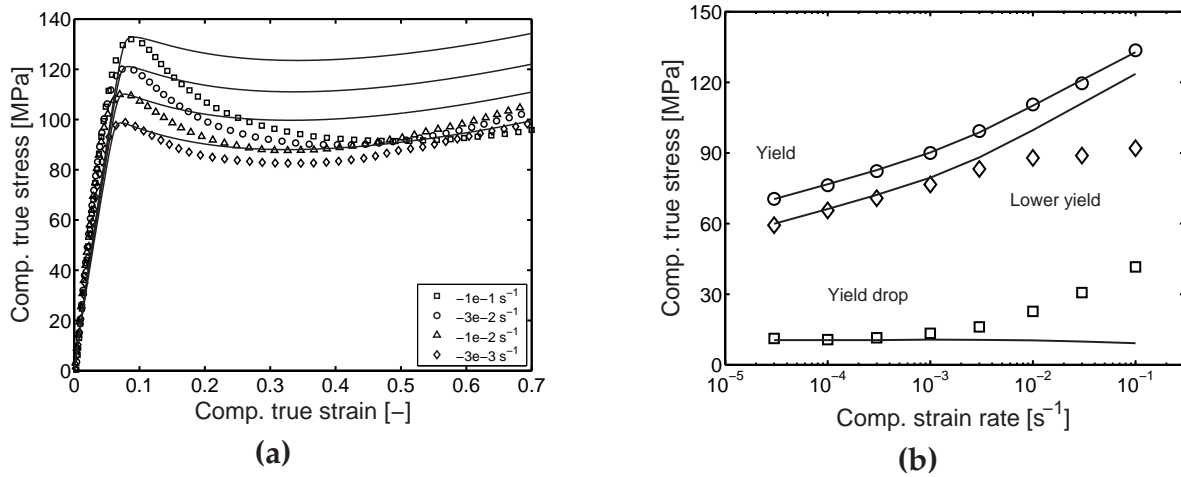 140
120
100
80
60
40
20
0
Comp. true stress [MPa]
0 0.1 0.2 0.3 0.4 0.5 0.6 0.7
Comp. true strain [−]
−1e−1 s⁻¹
−3e−2 s⁻¹
−1e−2 s⁻¹
−3e−3 s⁻¹
(a)
150
120
90
60
30
0
Comp. true stress [MPa]
Yield
Lower yield
Yield drop
10⁻⁵ 10⁻⁴ 10⁻³ 10⁻² 10⁻¹
Comp. strain rate [s⁻¹]
(b)